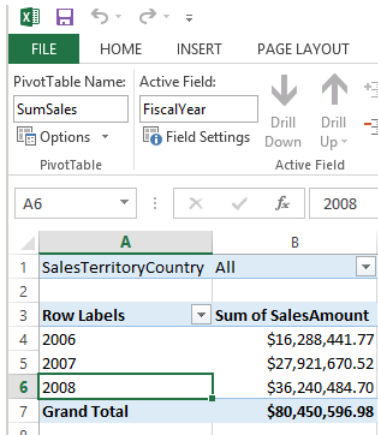 FILE HOME INSERT PAGE LAYOUT
PivotTable Name: Active Field:
SumSales FiscalYear
Drill Drill
Options Field Settings Down Up
PivotTable Active Field
A6 fx 2008
A B
1 SalesTerritoryCountry All
2
3 Row Labels Sum of SalesAmount
4 2006 $16,288,441.77
5 2007 $27,921,670.52
6 2008 $36,240,484.70
7 Grand Total $80,450,596.98